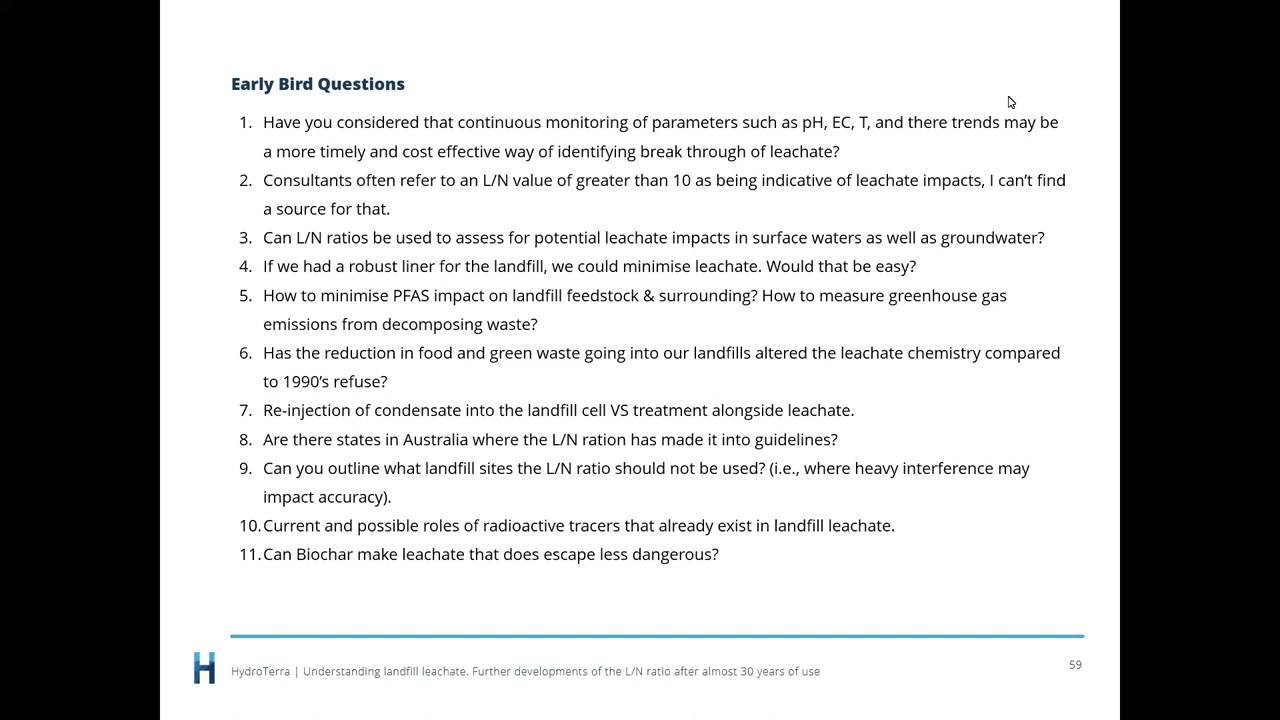 Early Bird Questions
1. Have you considered that continuous monitoring of parameters such as pH, EC, T, and there trends may be
a more timely and cost effective way of identifying break through of leachate?
2. Consultants often refer to an L/N value of greater than 10 as being indicative of leachate impacts, I can’t find
a source for that.
3. Can L/N ratios be used to assess for potential leachate impacts in surface waters as well as groundwater?
4. If we had a robust liner for the landfill, we could minimise leachate. Would that be easy?
5. How to minimise PFAS impact on landfill feedstock & surrounding? How to measure greenhouse gas
emissions from decomposing waste?
6. Has the reduction in food and green waste going into our landfills altered the leachate chemistry compared
to 1990’s refuse?
7. Re-injection of condensate into the landfill cell VS treatment alongside leachate.
8. Are there states in Australia where the L/N ration has made it into guidelines?
9. Can you outline what landfill sites the L/N ratio should not be used? (i.e., where heavy interference may
impact accuracy).
10. Current and possible roles of radioactive tracers that already exist in landfill leachate.
11. Can Biochar make leachate that does escape less dangerous?
59
H HydroTerra | Understanding landfill leachate. Further developments of the L/N ratio after almost 30 years of use